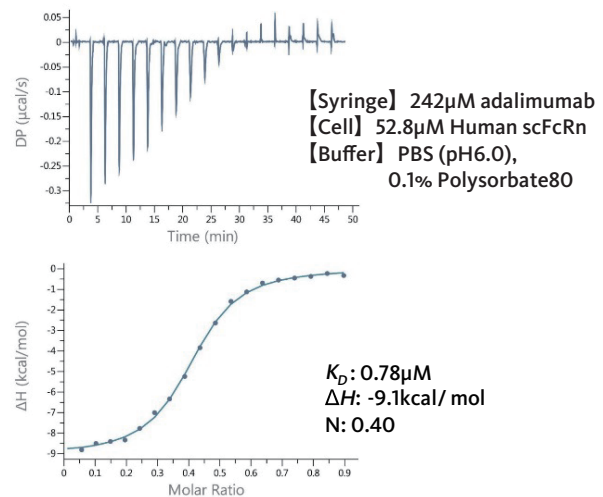 0.05
0
-0.05
-0.1
-0.15
-0.2
-0.25
-0.3
DP (μcal/s)
0 5 10 15 20 25 30 35 40 45 50
Time (min)
【Syringe】 242μM adalimumab
【Cell】 52.8μM Human scFcRn
【Buffer】 PBS (pH6.0),
0.1% Polysorbate80
0
-1
-2
-3
-4
-5
-6
-7
-8
-9
ΔH (kcal/mol)
0 0.1 0.2 0.3 0.4 0.5 0.6 0.7 0.8 0.9
Molar Ratio
KD: 0.78μM
ΔH: -9.1kcal/ mol
N: 0.40